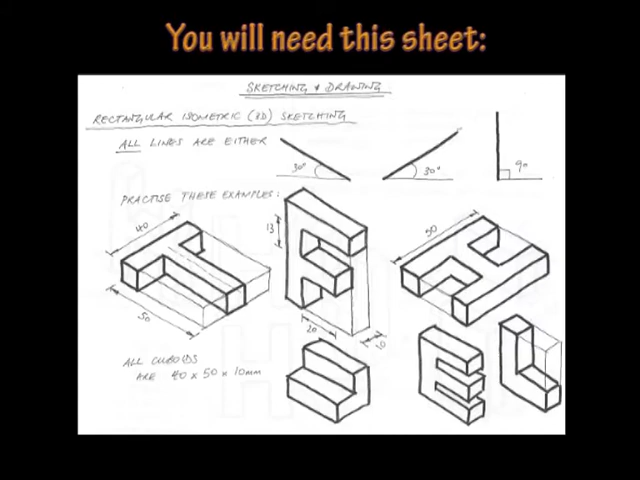 You will need this sheet:
SKETCHING & DRAWING
RECTANGULAR ISOMETRIC (3D) SKETCHING
ALL LINES ARE EITHER
30°
30°
90
PRACTISE THESE EXAMPLES:
40
13
50
50
20
10
ALL CUBOIDS
ARE 40 x 50 x 10mm